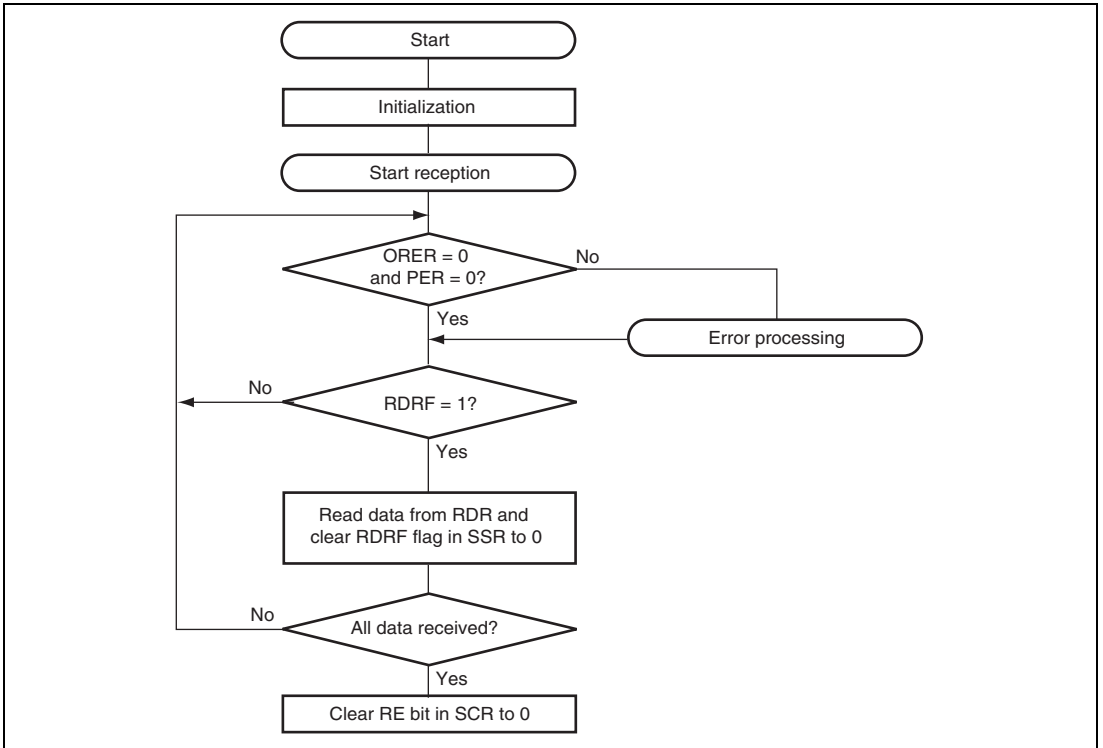 Start
Initialization
Start reception
ORER = 0
and PER = 0?
No
Yes
Error processing
No
RDRF = 1?
Yes
Read data from RDR and
clear RDRF flag in SSR to 0
No
All data received?
Yes
Clear RE bit in SCR to 0